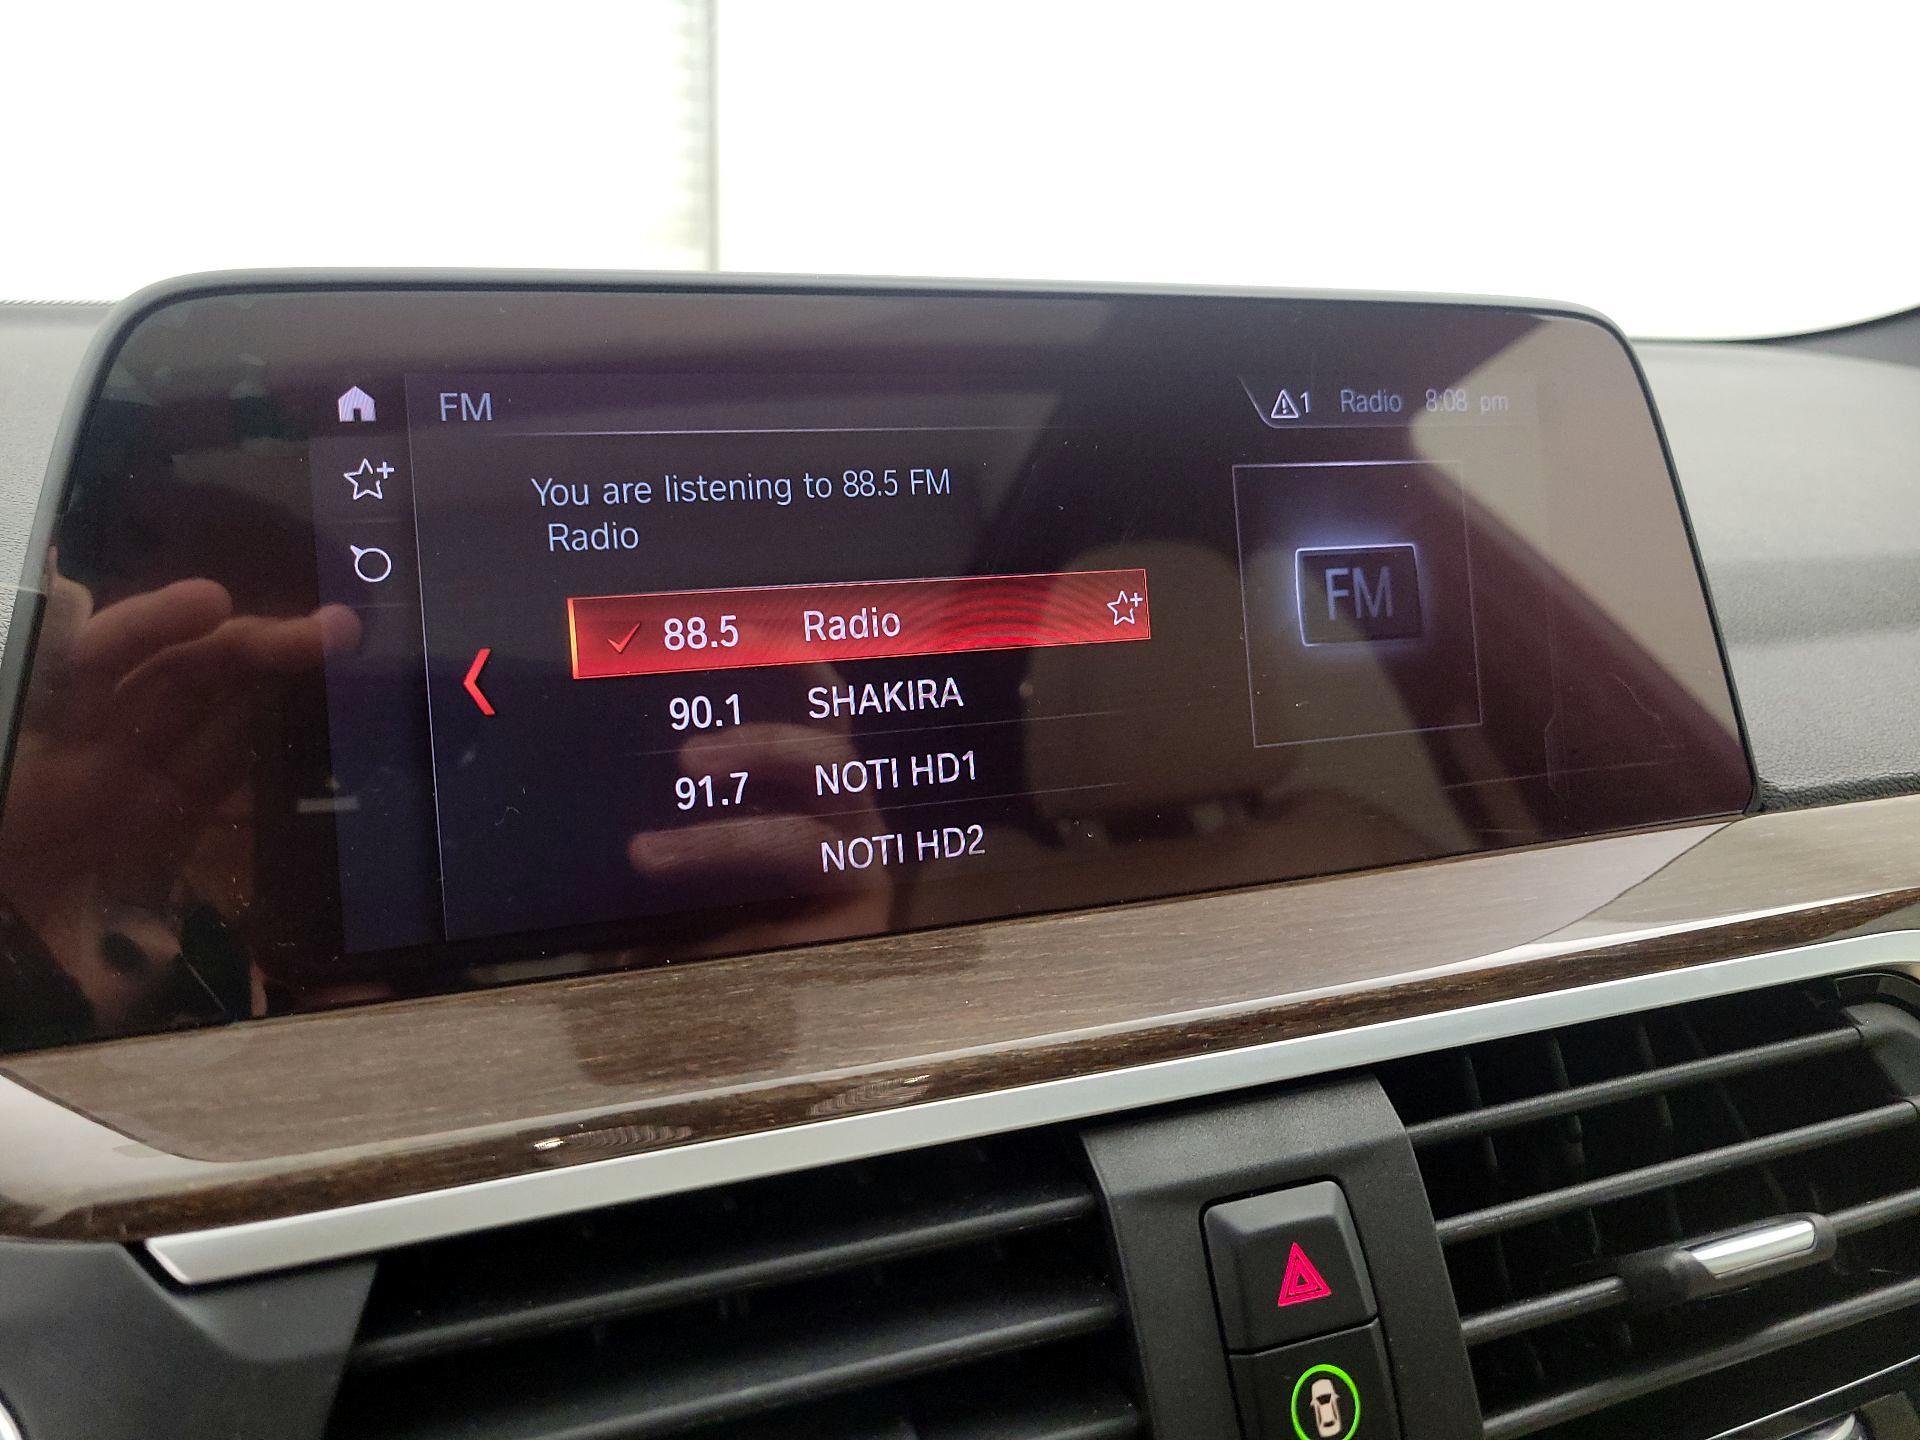 FM
1 Radio 8:08 pm
You are listening to 88.5 FM
Radio
88.5 Radio
90.1 SHAKIRA
91.7 NOTI HD1
NOTI HD2
FM